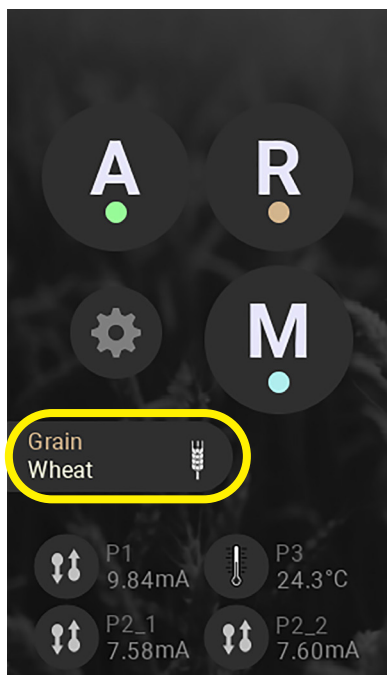 A R
M
Grain
Wheat
P1 P3
9.84mA 24.3°C
P2_1 P2_2
7.58mA 7.60mA